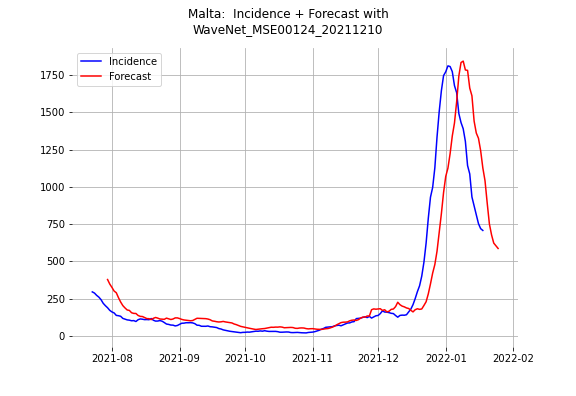 Malta:  Incidence + Forecast with
WaveNet_MSE00124_20211210
Incidence
Forecast
1750
1500
1250
1000
750
500
250
0
2021-08 2021-09 2021-10 2021-11 2021-12 2022-01 2022-02